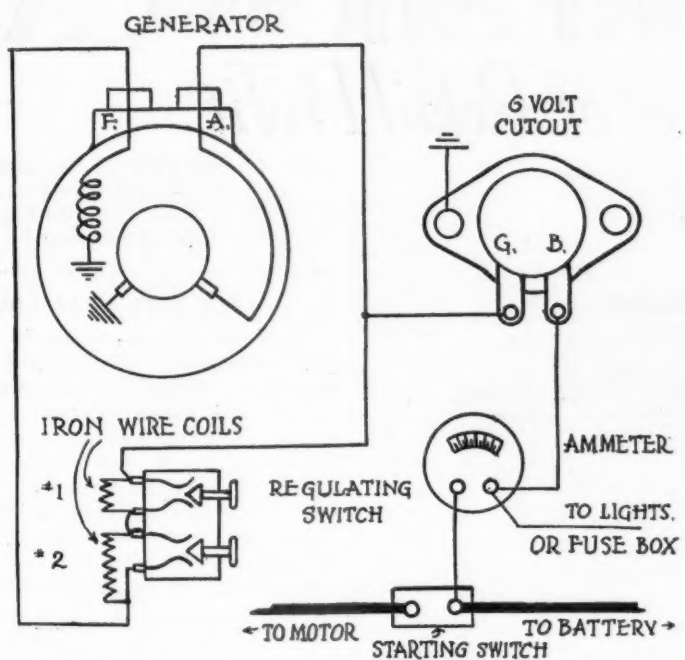 GENERATOR
F. A.
6 VOLT
CUTOUT
G. B.
IRON WIRE COILS
#1
#2
REGULATING
SWITCH
AMMETER
TO LIGHTS.
OR FUSE BOX
← TO MOTOR
STARTING SWITCH
TO BATTERY →